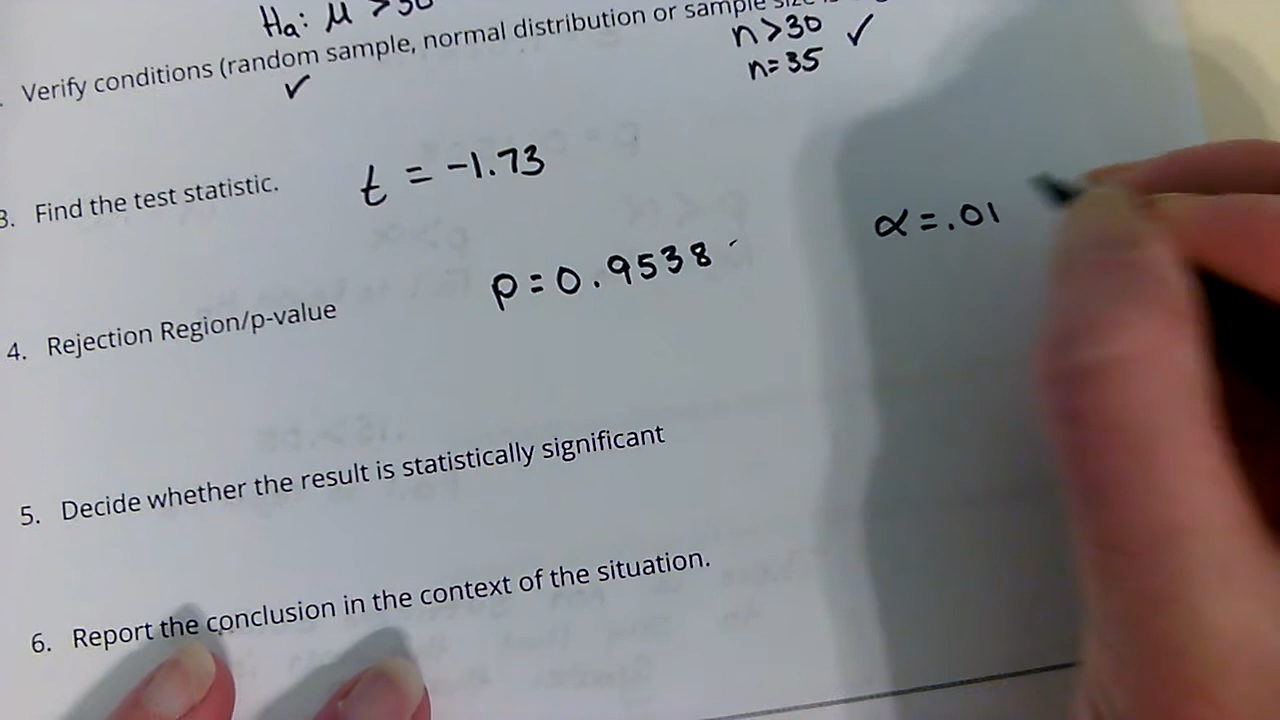 Ha: μ >30
Verify conditions (random sample, normal distribution or sample size
n>30 ✓
✓
n=35
3. Find the test statistic. t = -1.73
α=.01
p=0.9538
4. Rejection Region/p-value
5. Decide whether the result is statistically significant
6. Report the conclusion in the context of the situation.